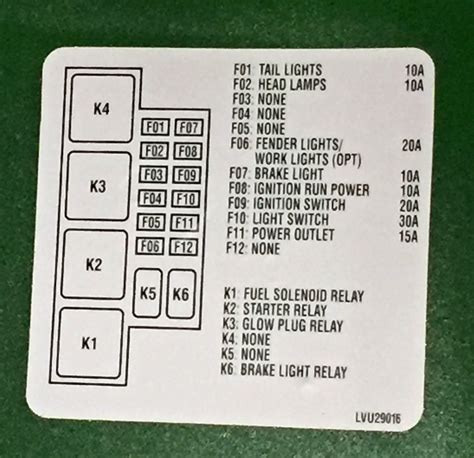 K4
K3
K2
K1
F01 F07
F02 F08
F03 F09
F04 F10
F05 F11
F06 F12
K5 K6
F01: TAIL LIGHTS 10A
F02: HEAD LAMPS 10A
F03: NONE
F04: NONE
F05: NONE
F06: FENDER LIGHTS/ 20A
WORK LIGHTS (OPT)
F07: BRAKE LIGHT 10A
F08: IGNITION RUN POWER 10A
F09: IGNITION SWITCH 20A
F10: LIGHT SWITCH 30A
F11: POWER OUTLET 15A
F12: NONE
K1: FUEL SOLENOID RELAY
K2: STARTER RELAY
K3: GLOW PLUG RELAY
K4: NONE
K5: NONE
K6: BRAKE LIGHT RELAY
LVU29016